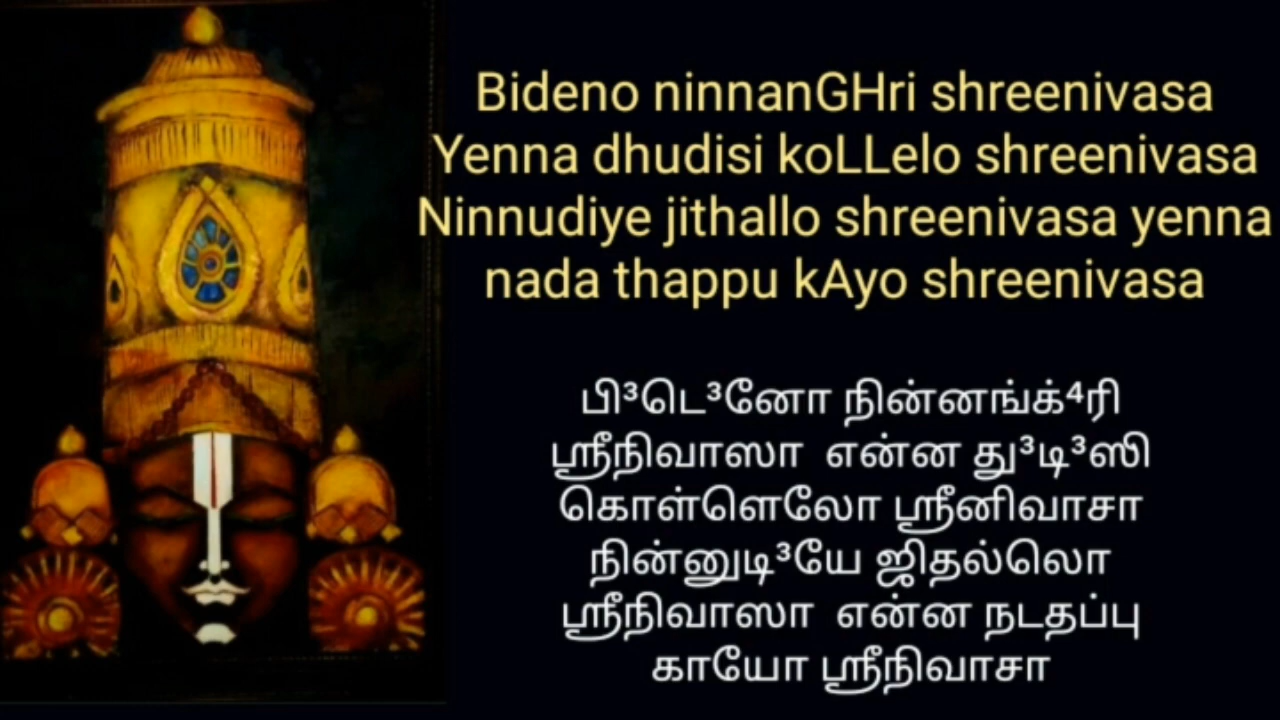 Bideno ninnanGHri shreenivasa
Yenna dhudisi koLLelo shreenivasa
Ninnudiye jithallo shreenivasa yenna
nada thappu kAyo shreenivasa
பி³டெ³னோ நின்னங்க்⁴ரி
ஸ்ரீநிவாஸா என்ன து³டி³ஸி
கொள்ளெலோ ஸ்ரீனிவாசா
நின்னுடி³யே ஜிதல்லொ
ஸ்ரீநிவாஸா என்ன நடதப்பு
காயோ ஸ்ரீநிவாசா